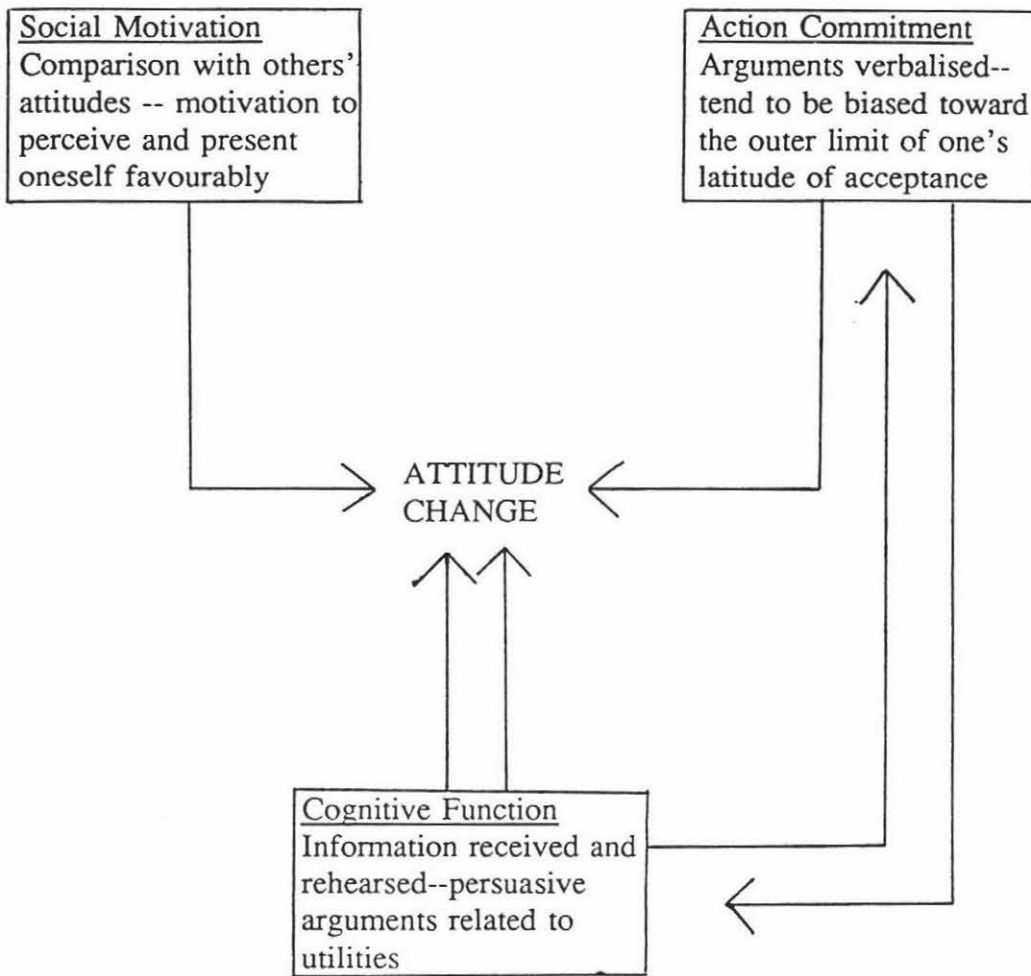 Social Motivation
Comparison with others'
attitudes -- motivation to
perceive and present
oneself favourably
Action Commitment
Arguments verbalised--
tend to be biased toward
the outer limit of one's
latitude of acceptance
ATTITUDE
CHANGE
Cognitive Function
Information received and
rehearsed--persuasive
arguments related to
utilities